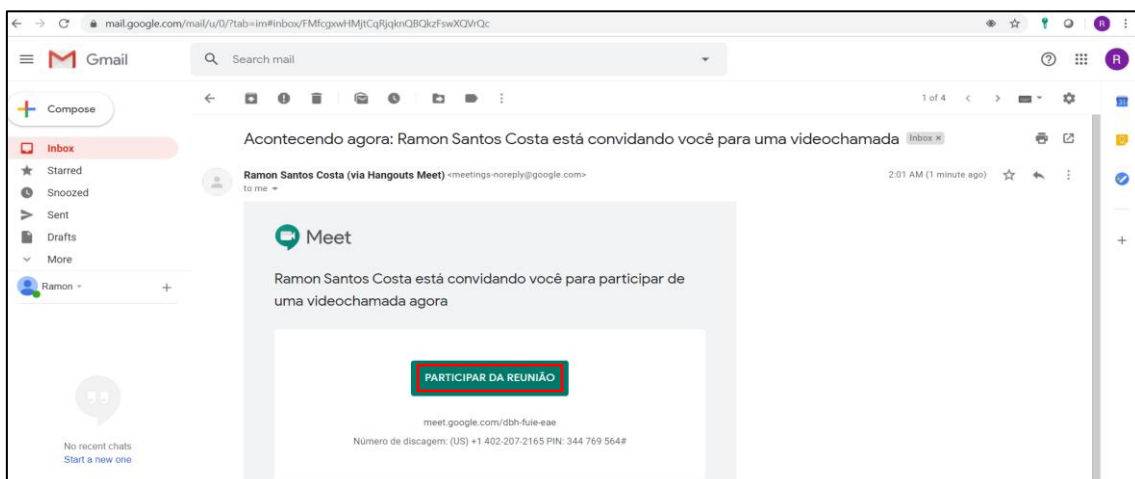 mail.google.com/mail/u/0/?tab=im#inbox/FMfcgxwHMjtCqRjqknQBQkzFswXQVrQc
R
Gmail
Search mail
R
Compose
1 of 4
31
Acontecendo agora: Ramon Santos Costa está convidando você para uma videochamada Inbox ×
Inbox
Starred
Snoozed
Sent
Drafts
More
Ramon
Ramon Santos Costa (via Hangouts Meet) <meetings-noreply@google.com>
2:01 AM (1 minute ago)
to me
Meet
Ramon Santos Costa está convidando você para participar de
uma videochamada agora
PARTICIPAR DA REUNIÃO
meet.google.com/dbh-fuie-eae
Número de discagem: (US) +1 402-207-2165 PIN: 344 769 564#
No recent chats
Start a new one